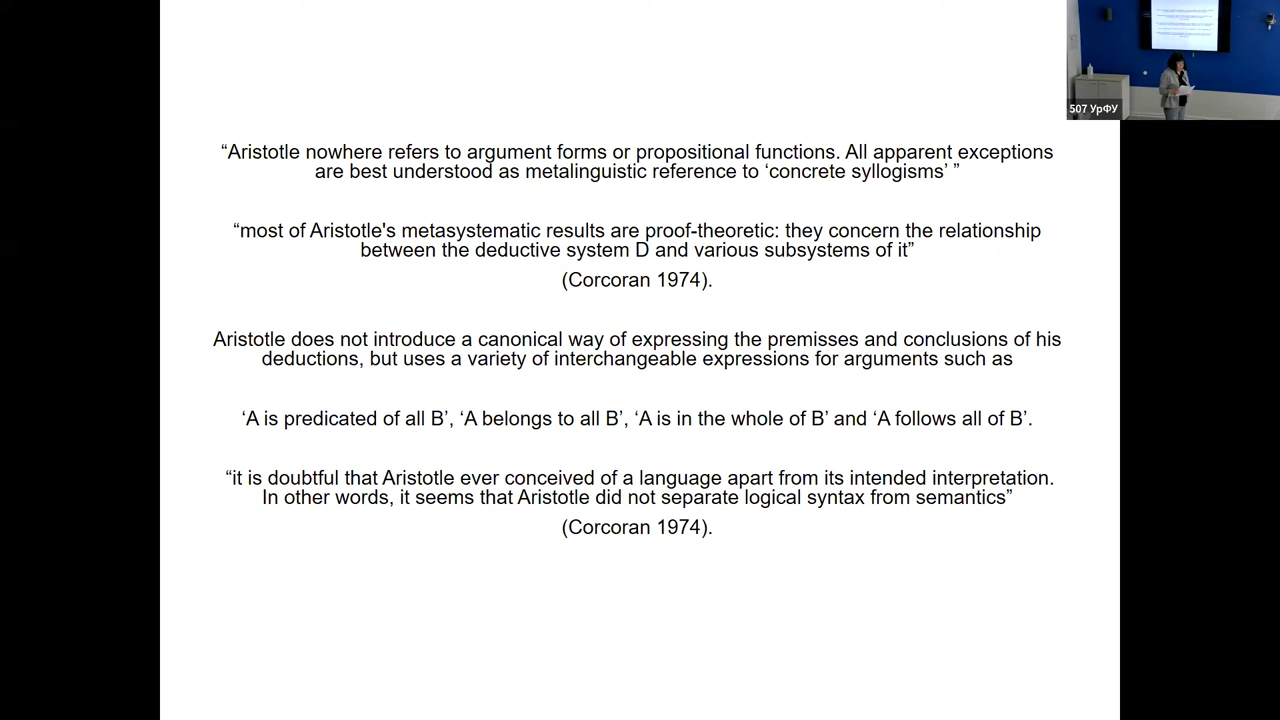 507 УрФУ
“Aristotle nowhere refers to argument forms or propositional functions. All apparent exceptions
are best understood as metalinguistic reference to ‘concrete syllogisms’ ”
“most of Aristotle's metasystematic results are proof-theoretic: they concern the relationship
between the deductive system D and various subsystems of it”
(Corcoran 1974).
Aristotle does not introduce a canonical way of expressing the premisses and conclusions of his
deductions, but uses a variety of interchangeable expressions for arguments such as
‘A is predicated of all B’, ‘A belongs to all B’, ‘A is in the whole of B’ and ‘A follows all of B’.
“it is doubtful that Aristotle ever conceived of a language apart from its intended interpretation.
In other words, it seems that Aristotle did not separate logical syntax from semantics”
(Corcoran 1974).